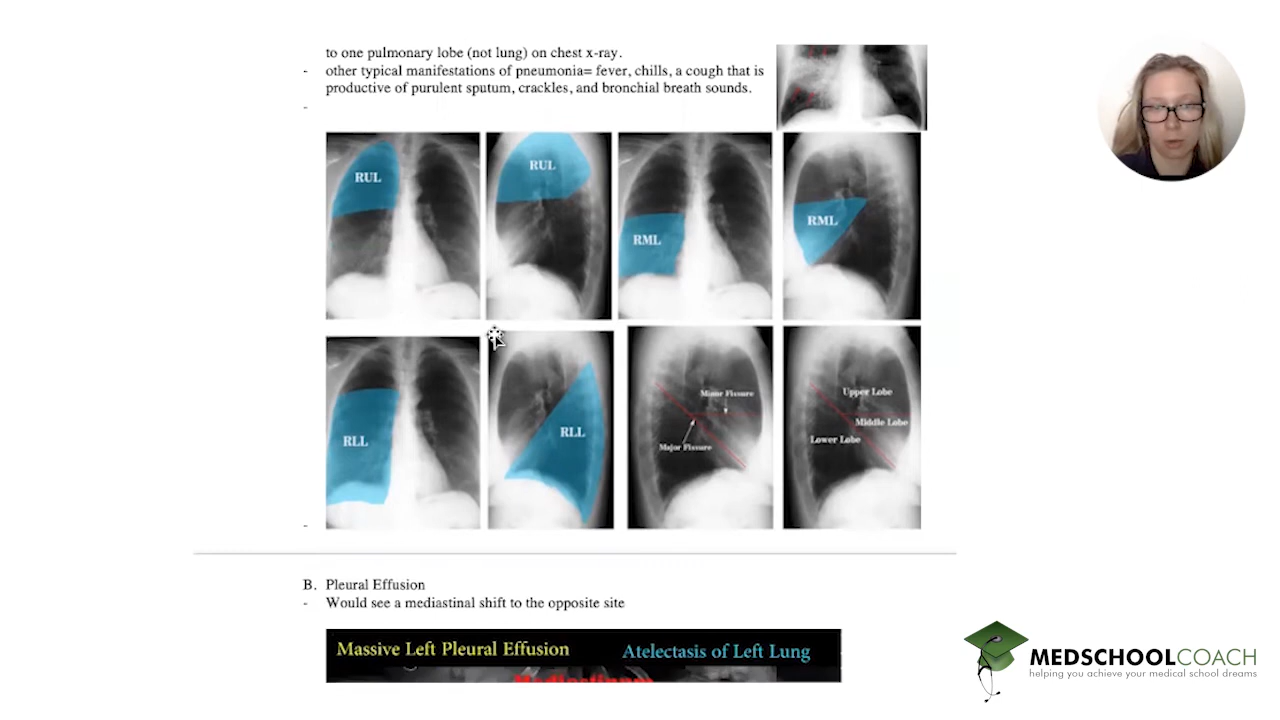 to one pulmonary lobe (not lung) on chest x-ray.
- other typical manifestations of pneumonia= fever, chills, a cough that is
productive of purulent sputum, crackles, and bronchial breath sounds.
-
RUL
RUL
RML
RML
RLL
RLL
Minor Fissure
Major Fissure
Upper Lobe
Middle Lobe
Lower Lobe
-
B. Pleural Effusion
- Would see a mediastinal shift to the opposite site
Massive Left Pleural Effusion
Atelectasis of Left Lung
MEDSCHOOLCOACH
helping you achieve your medical school dreams